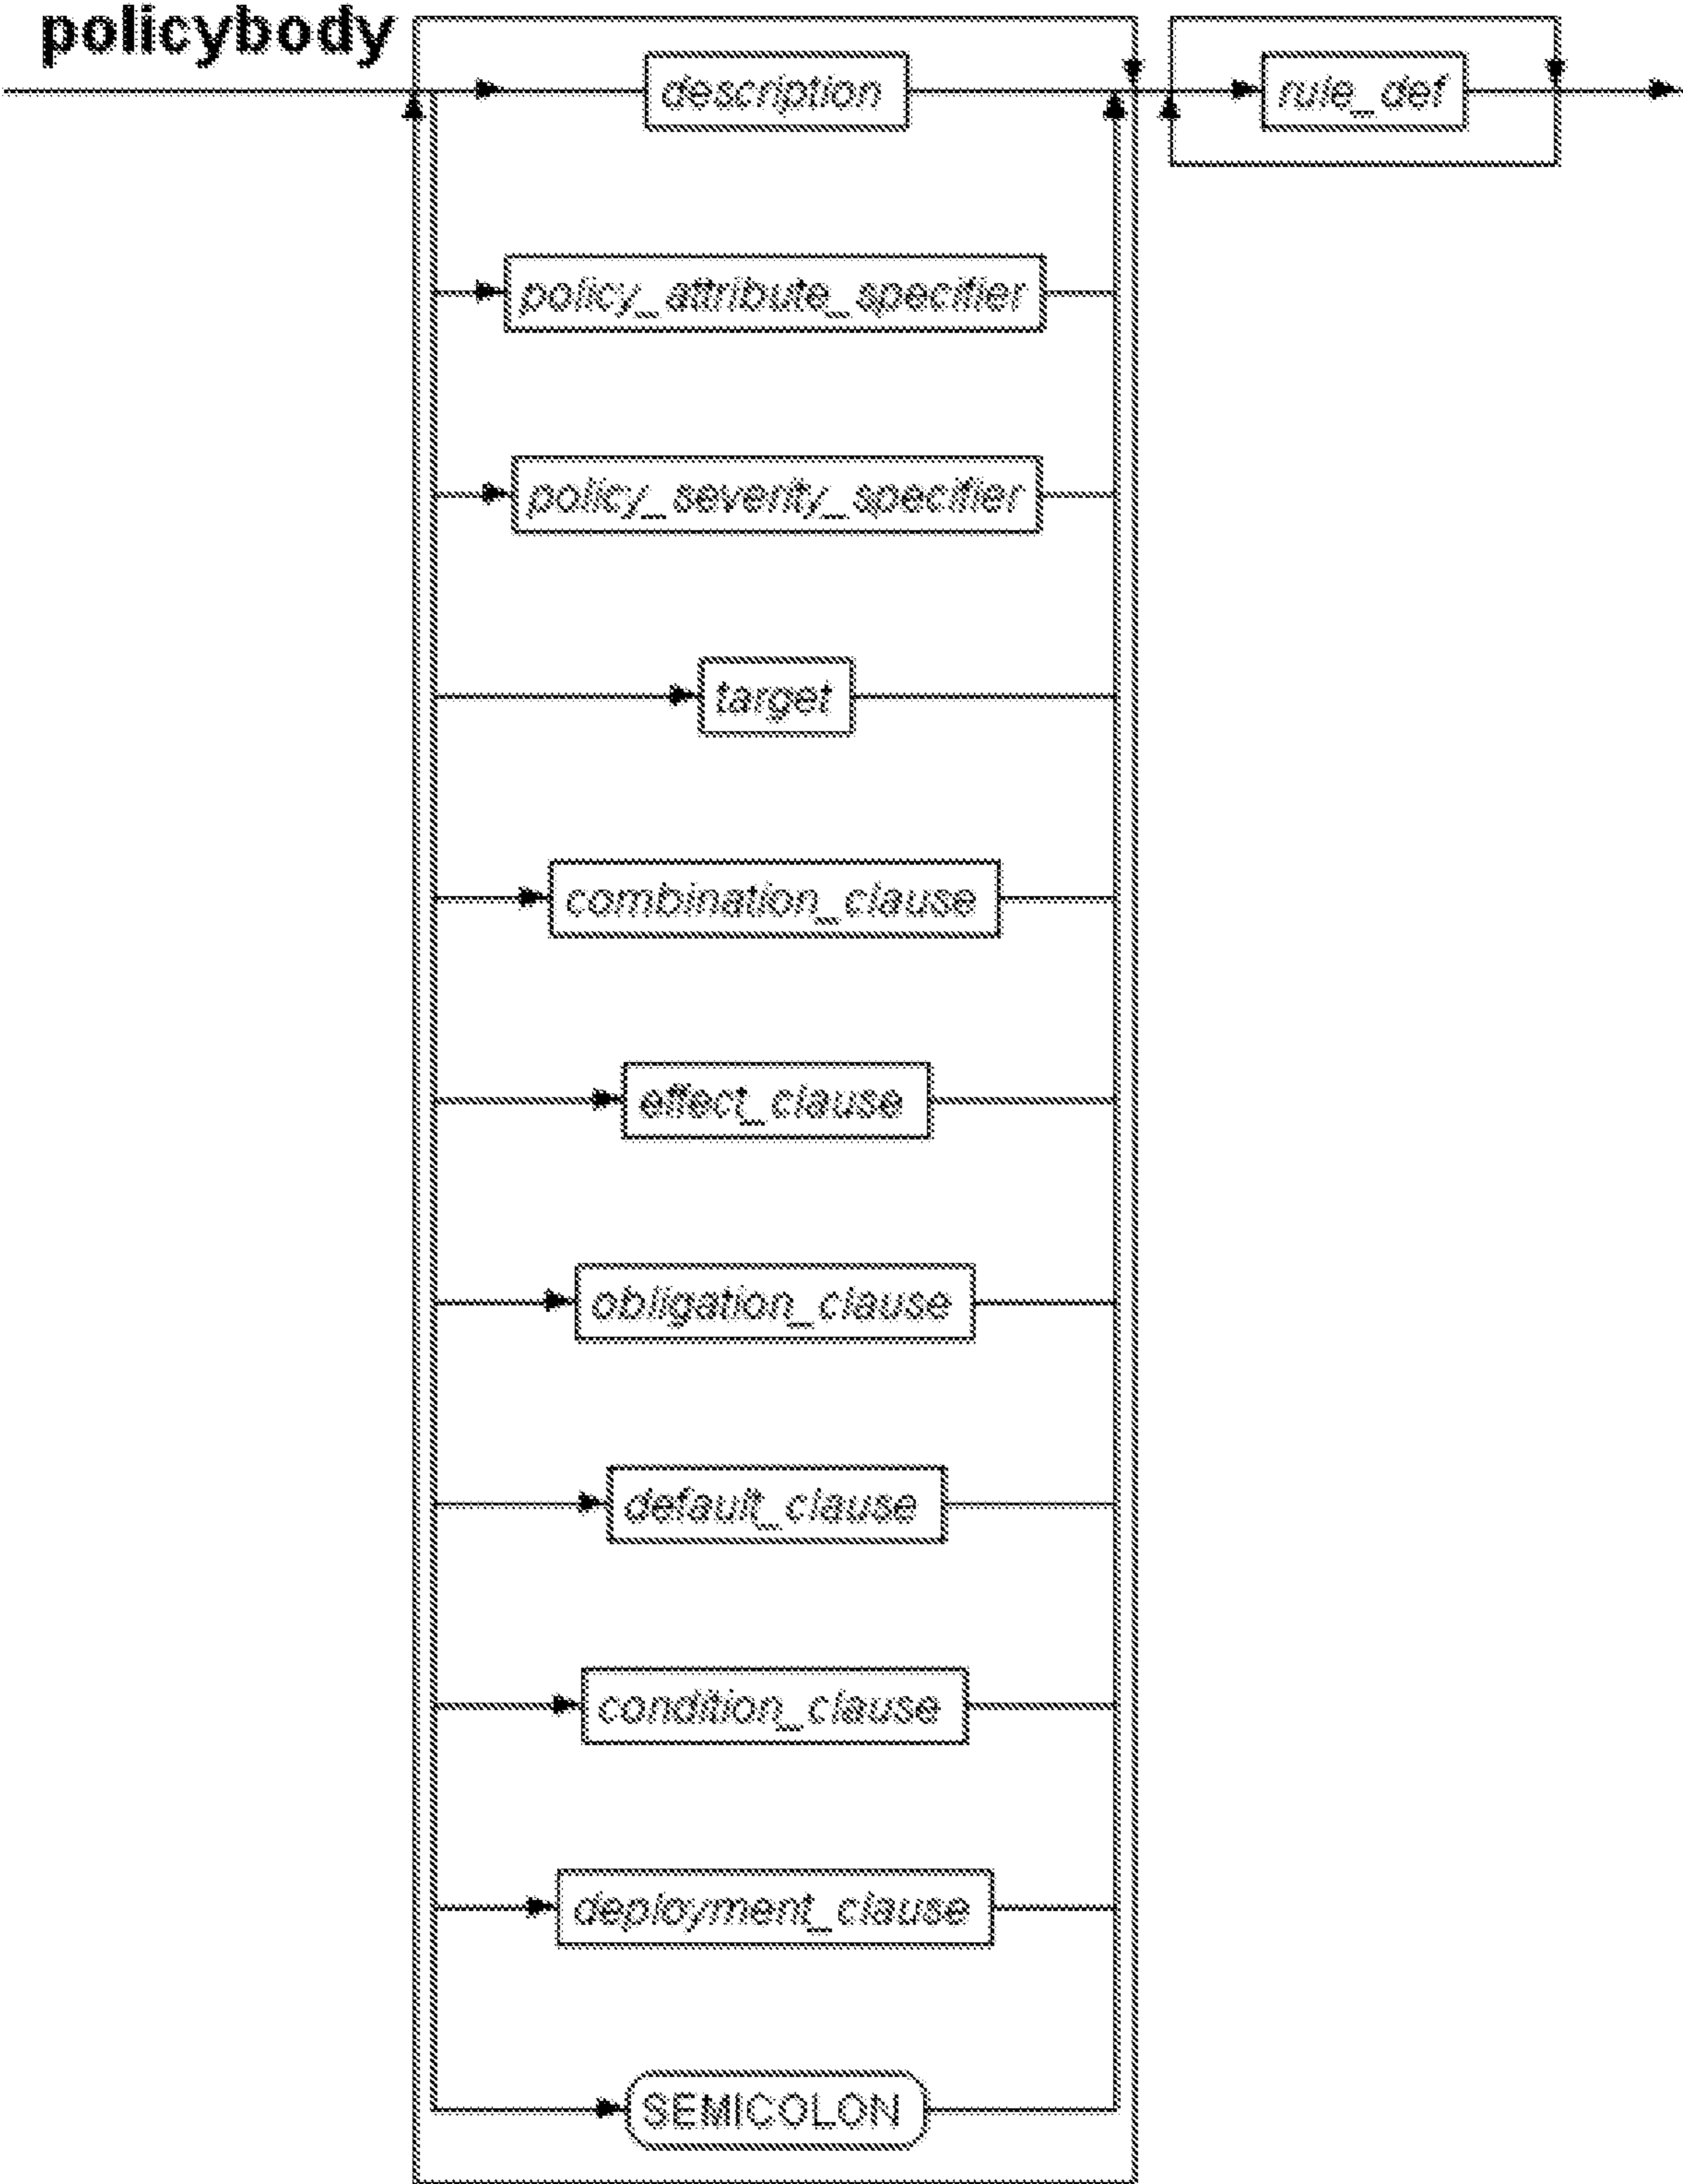 policybody
description
rule_def
policy_attribute_specifier
policy_severity_specifier
target
combination_clause
effect_clause
obligation_clause
default_clause
condition_clause
deployment_clause
SEMICOLON